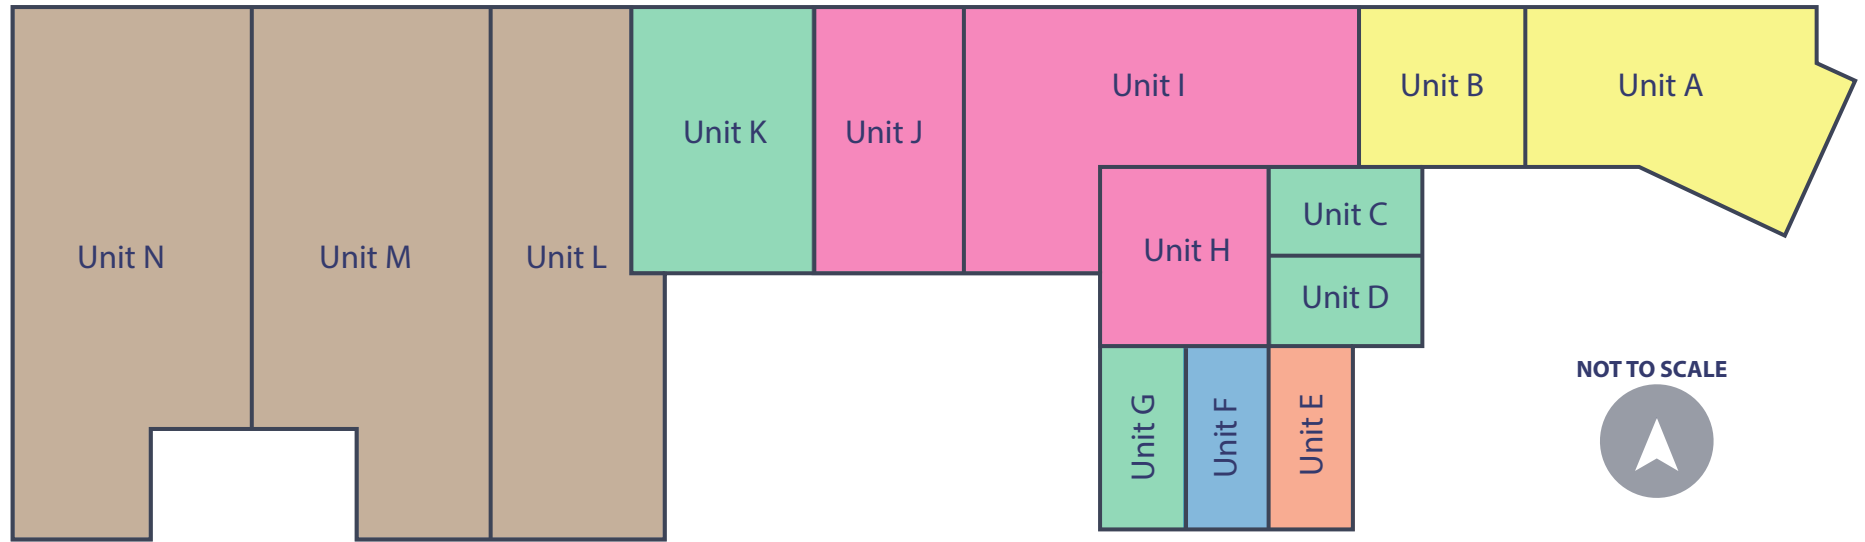 Unit I
Unit B
Unit A
Unit K
Unit J
Unit C
Unit H
Unit N
Unit M
Unit L
Unit D
NOT TO SCALE
Unit G
Unit F
Unit E